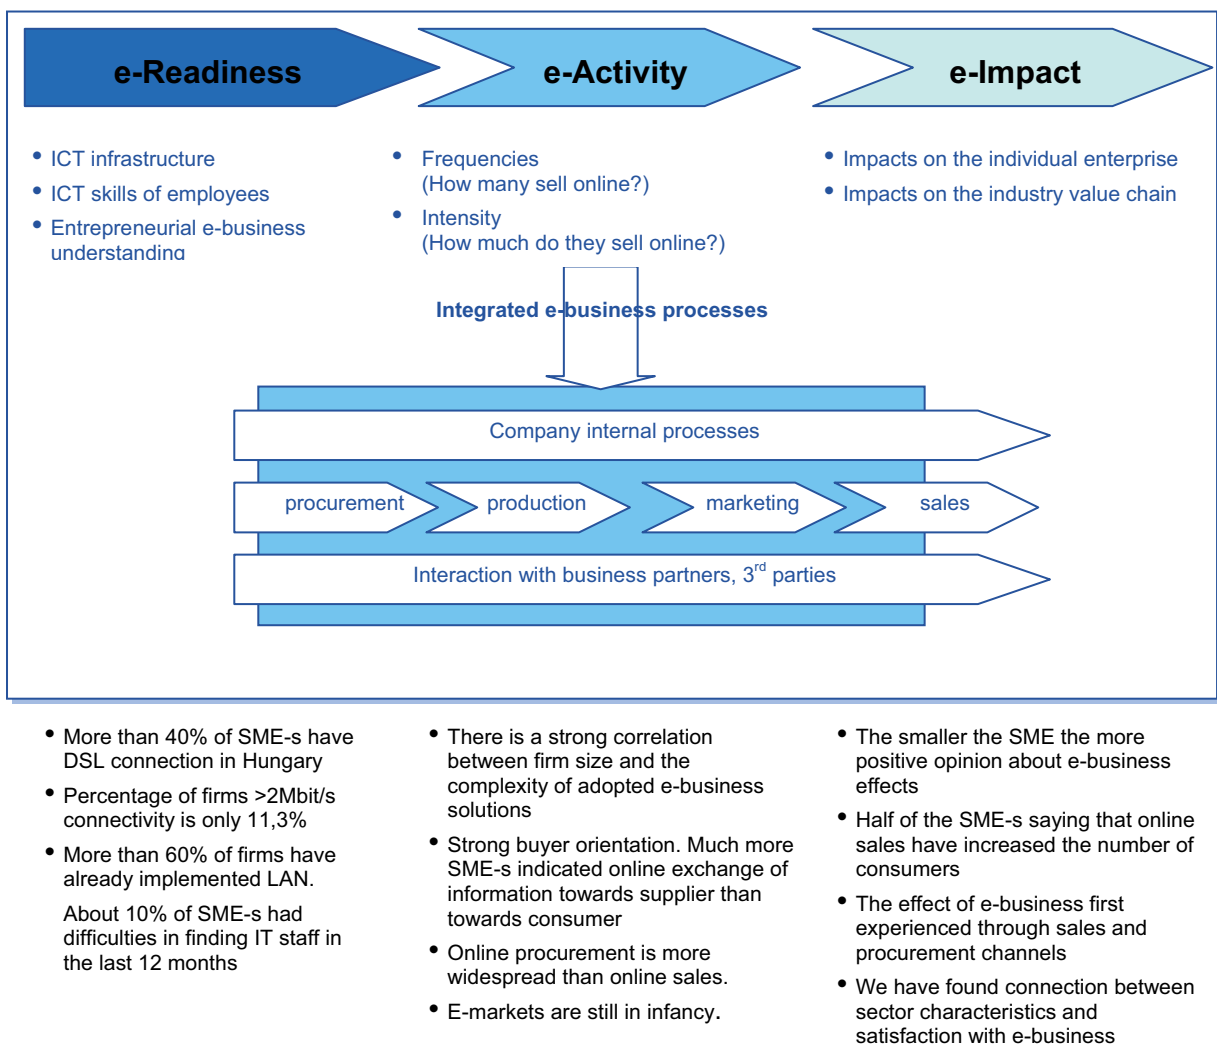 e-Readiness
e-Activity
e-Impact
• ICT infrastructure
• ICT skills of employees
• Entrepreneurial e-business
understanding
• Frequencies
(How many sell online?)
• Intensity
(How much do they sell online?)
• Impacts on the individual enterprise
• Impacts on the industry value chain
Integrated e-business processes
Company internal processes
procurement
production
marketing
sales
Interaction with business partners, 3rd parties
• More than 40% of SME-s have
DSL connection in Hungary
• Percentage of firms >2Mbit/s
connectivity is only 11,3%
• More than 60% of firms have
already implemented LAN.
About 10% of SME-s had
difficulties in finding IT staff in
the last 12 months
• There is a strong correlation
between firm size and the
complexity of adopted e-business
solutions
• Strong buyer orientation. Much more
SME-s indicated online exchange of
information towards supplier than
towards consumer
• Online procurement is more
widespread than online sales.
• E-markets are still in infancy.
• The smaller the SME the more
positive opinion about e-business
effects
• Half of the SME-s saying that online
sales have increased the number of
consumers
• The effect of e-business first
experienced through sales and
procurement channels
• We have found connection between
sector characteristics and
satisfaction with e-business